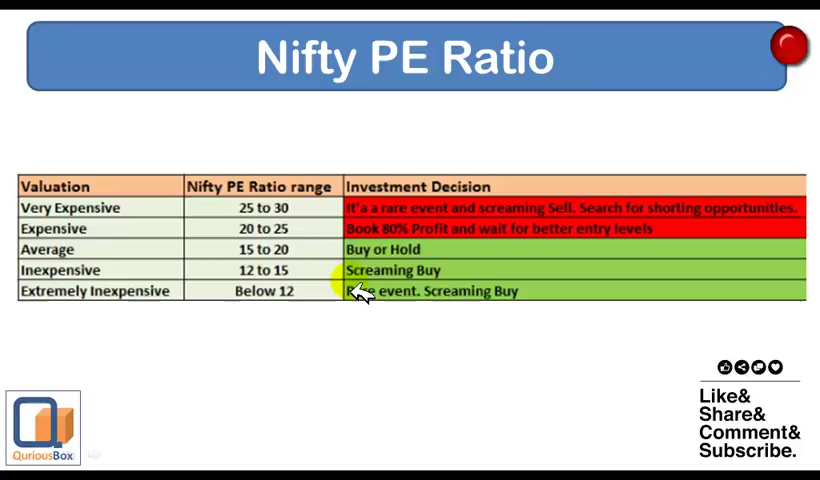 Nifty PE Ratio
Valuation Nifty PE Ratio range Investment Decision
Very Expensive 25 to 30 It'a a rare event and screaming Sell. Search for shorting opportunities.
Expensive 20 to 25 Book 80% Profit and wait for better entry levels
Average 15 to 20 Buy or Hold
Inexpensive 12 to 15 Screaming Buy
Extremely Inexpensive Below 12 Rare event. Screaming Buy
Like&
Share&
Comment&
Subscribe.
QuriousBox